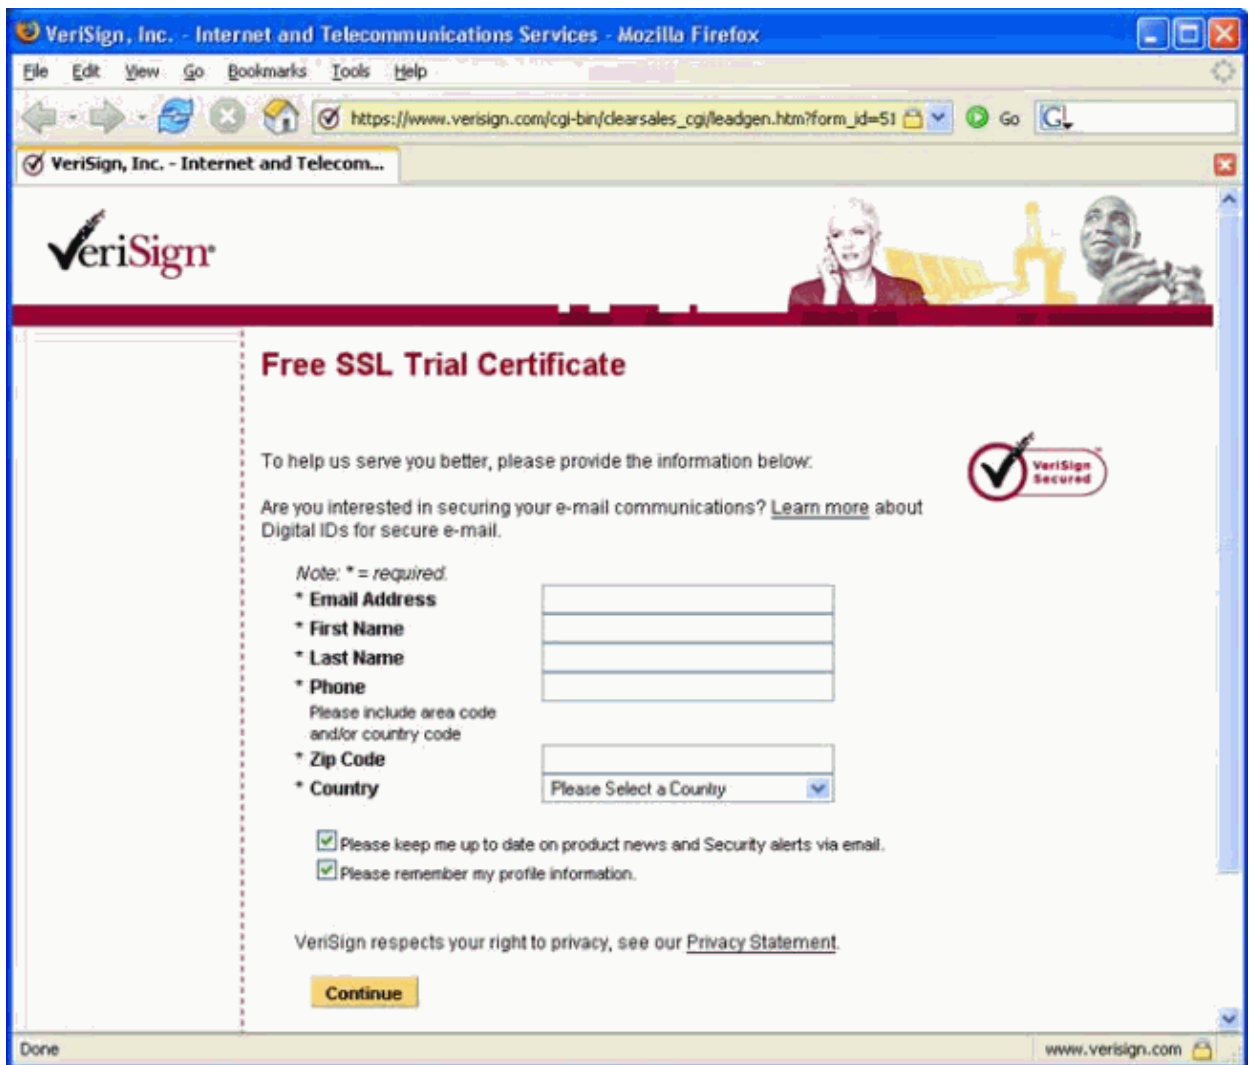 VeriSign, Inc. - Internet and Telecommunications Services - Mozilla Firefox
File Edit View Go Bookmarks Tools Help
https://www.verisign.com/cgi-bin/clearsales_cgi/leadgen.htm?form_id=51 Go G
VeriSign, Inc. - Internet and Telecom...
VeriSign
Free SSL Trial Certificate
To help us serve you better, please provide the information below:
VeriSign
Secured
Are you interested in securing your e-mail communications? Learn more about
Digital IDs for secure e-mail.
Note: * = required.
* Email Address
* First Name
* Last Name
* Phone
Please include area code
and/or country code
* Zip Code
* Country Please Select a Country
Please keep me up to date on product news and Security alerts via email.
Please remember my profile information.
VeriSign respects your right to privacy, see our Privacy Statement.
Continue
Done www.verisign.com